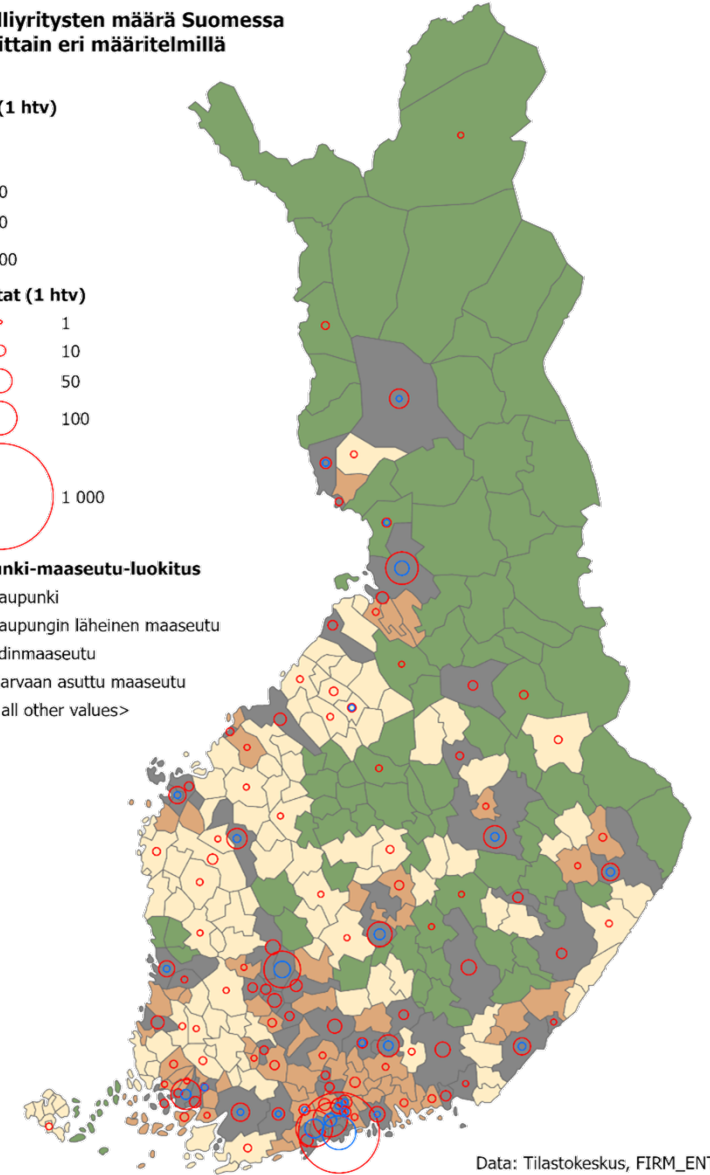 lliyritysten määrä Suomessa
ittain eri määritelmillä
(1 htv)
0
0
00
tat (1 htv)
1
10
50
100
1 000
nki-maaseutu-luokitus
aupunki
aupungin läheinen maaseutu
dinmaaseutu
arvaan asuttu maaseutu
all other values>
Data: Tilastokeskus, FIRM_ENT